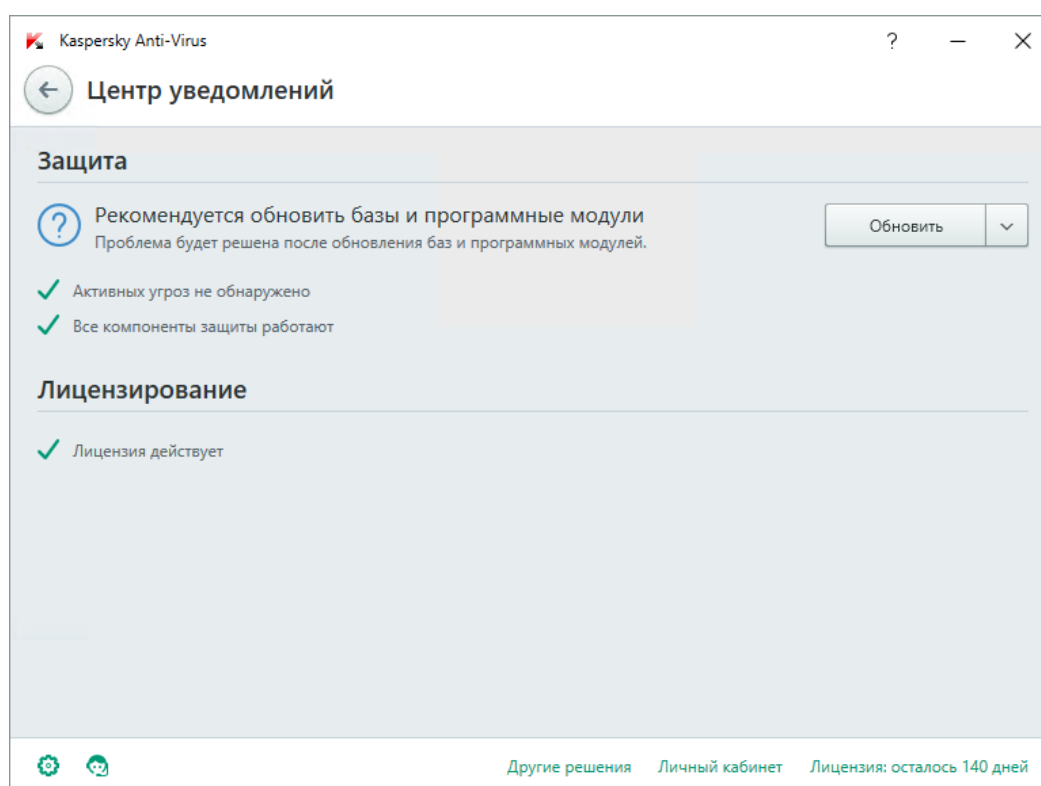 Kaspersky Anti-Virus
Центр уведомлений
Защита
Рекомендуется обновить базы и программные модули
Проблема будет решена после обновления баз и программных модулей.
Обновить
Активных угроз не обнаружено
Все компоненты защиты работают
Лицензирование
Лицензия действует
Другие решения Личный кабинет Лицензия: осталось 140 дней